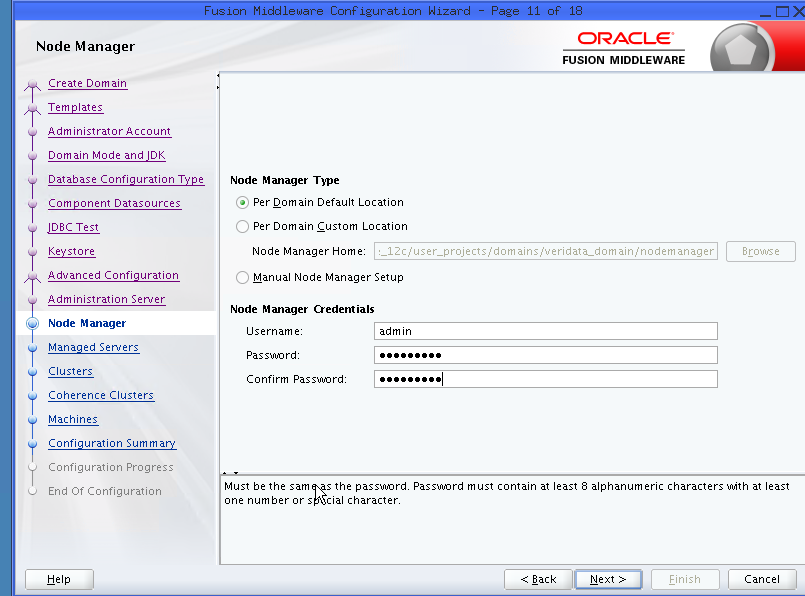 Fusion Middleware Configuration Wizard - Page 11 of 18
Node Manager
ORACLE
FUSION MIDDLEWARE
Create Domain
Templates
Administrator Account
Domain Mode and JDK
Database Configuration Type
Component Datasources
JDBC Test
Keystore
Advanced Configuration
Administration Server
Node Manager
Managed Servers
Clusters
Coherence Clusters
Machines
Configuration Summary
Configuration Progress
End Of Configuration
Node Manager Type
Per Domain Default Location
Per Domain Custom Location
Node Manager Home: :_12c/user_projects/domains/veridata_domain/nodemanager Browse
Manual Node Manager Setup
Node Manager Credentials
Username: admin
Password: ●●●●●●●●●
Confirm Password: ●●●●●●●●●
Must be the same as the password. Password must contain at least 8 alphanumeric characters with at least
one number or special character.
Help < Back Next > Finish Cancel